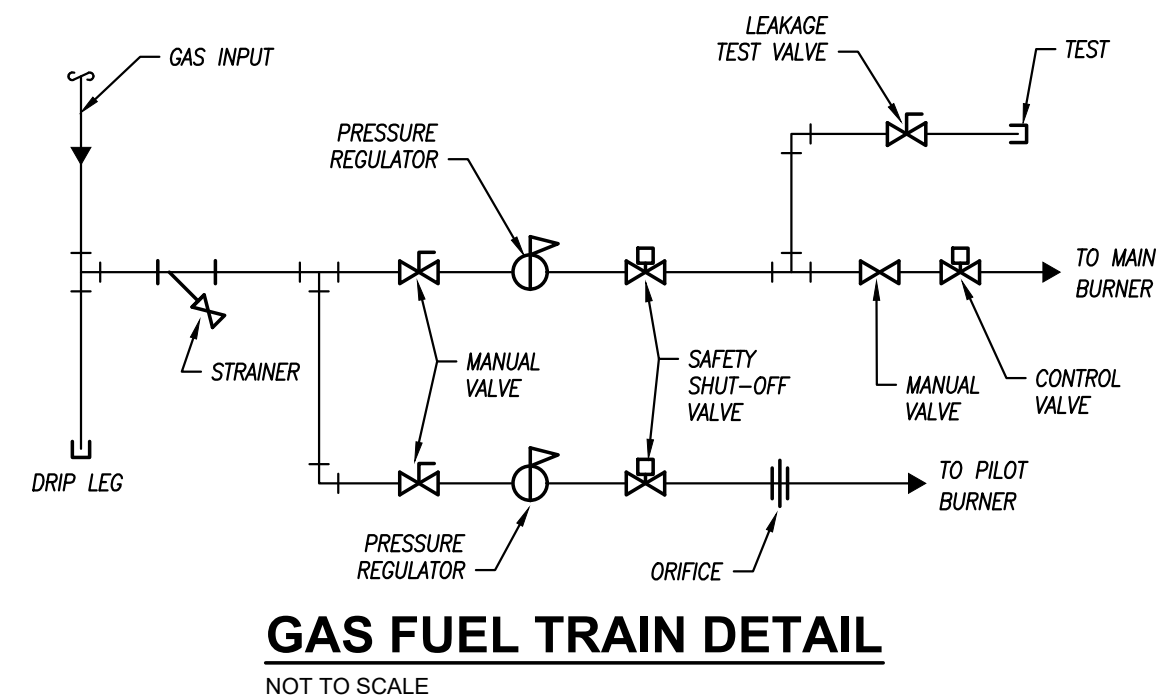 LEAKAGE
TEST VALVE
TEST
GAS INPUT
PRESSURE
REGULATOR
TO MAIN
BURNER
STRAINER
MANUAL
VALVE
SAFETY
SHUT-OFF
VALVE
MANUAL
VALVE
CONTROL
VALVE
DRIP LEG
TO PILOT
BURNER
PRESSURE
REGULATOR
ORIFICE
GAS FUEL TRAIN DETAIL
NOT TO SCALE